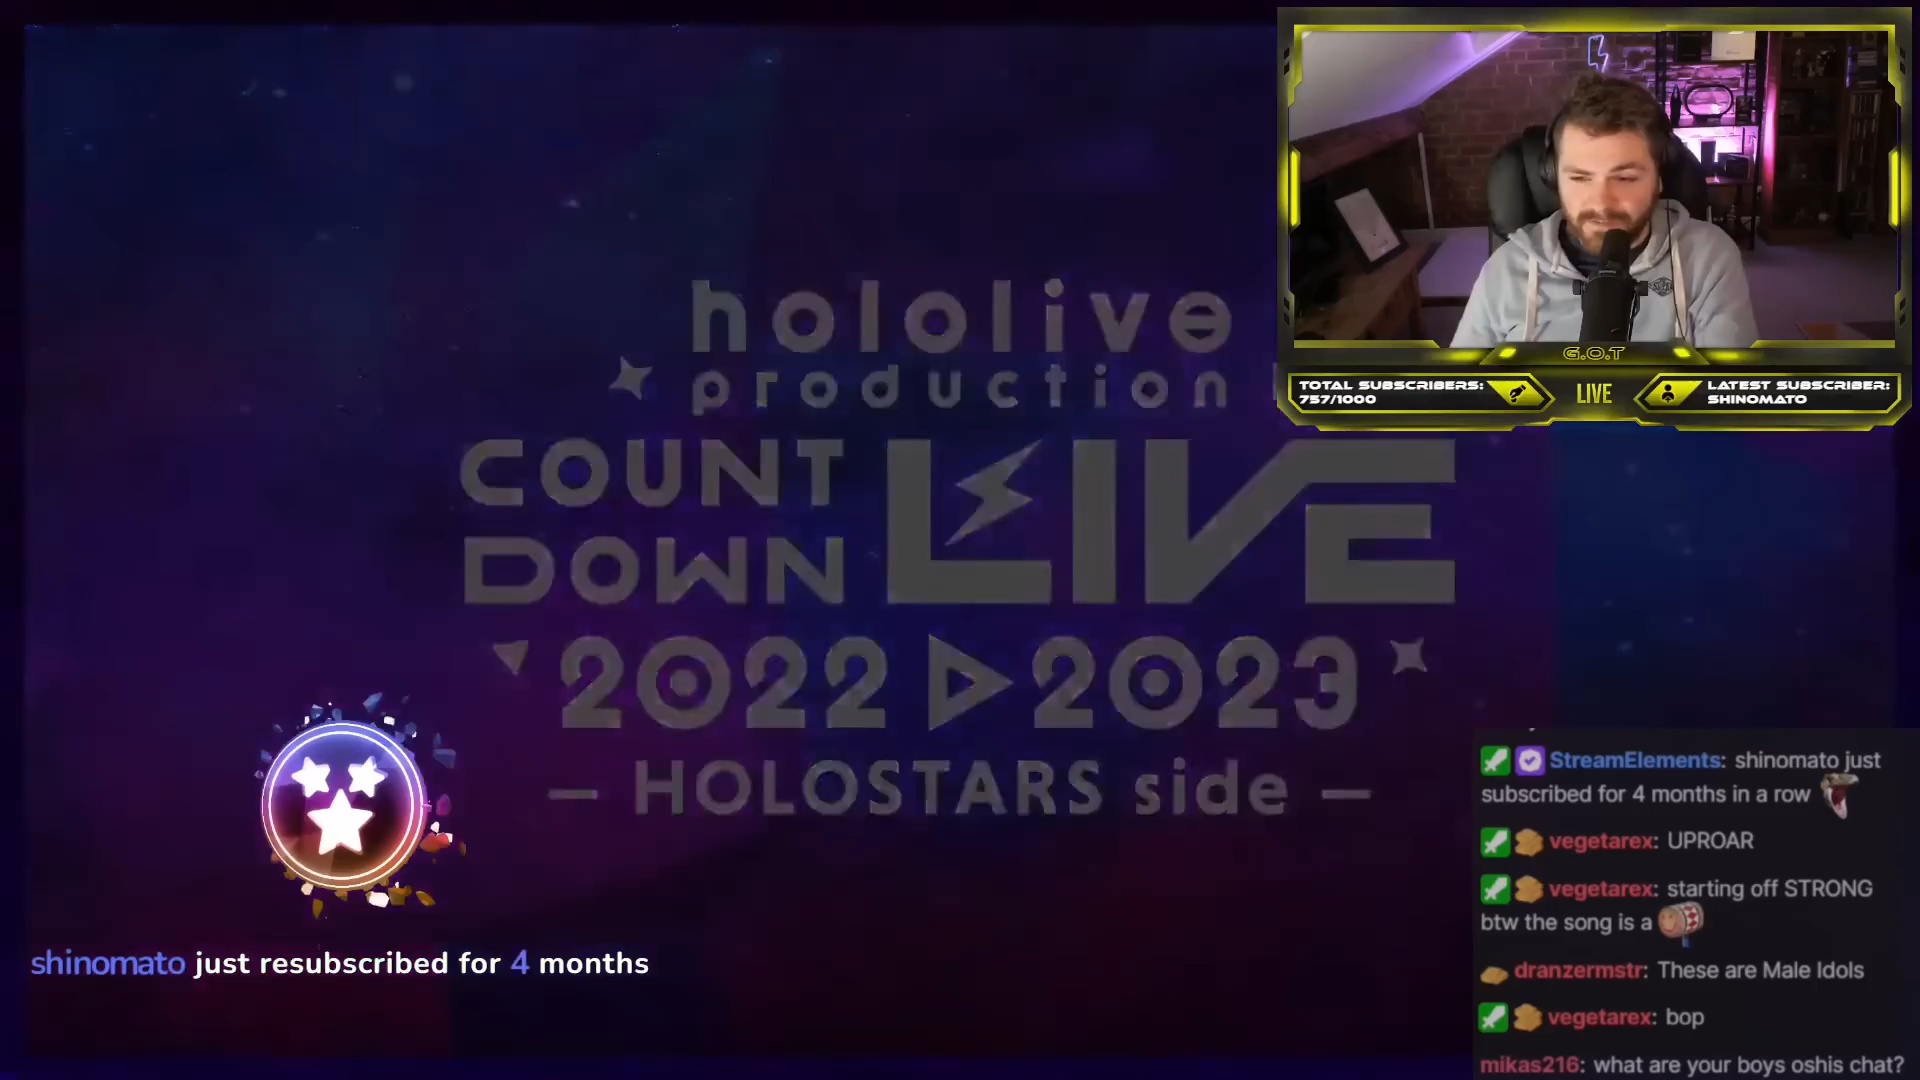 hololive
production
COUNT
DOWN
LIVE
2022▷2023
— HOLOSTARS side —
G.O.T
TOTAL SUBSCRIBERS:
757/1000
LIVE
LATEST SUBSCRIBER:
SHINOMATO
shinomato just resubscribed for 4 months
StreamElements: shinomato just
subscribed for 4 months in a row
vegetarex: UPROAR
vegetarex: starting off STRONG
btw the song is a
dranzermstr: These are Male Idols
vegetarex: bop
mikas216: what are your boys oshis chat?